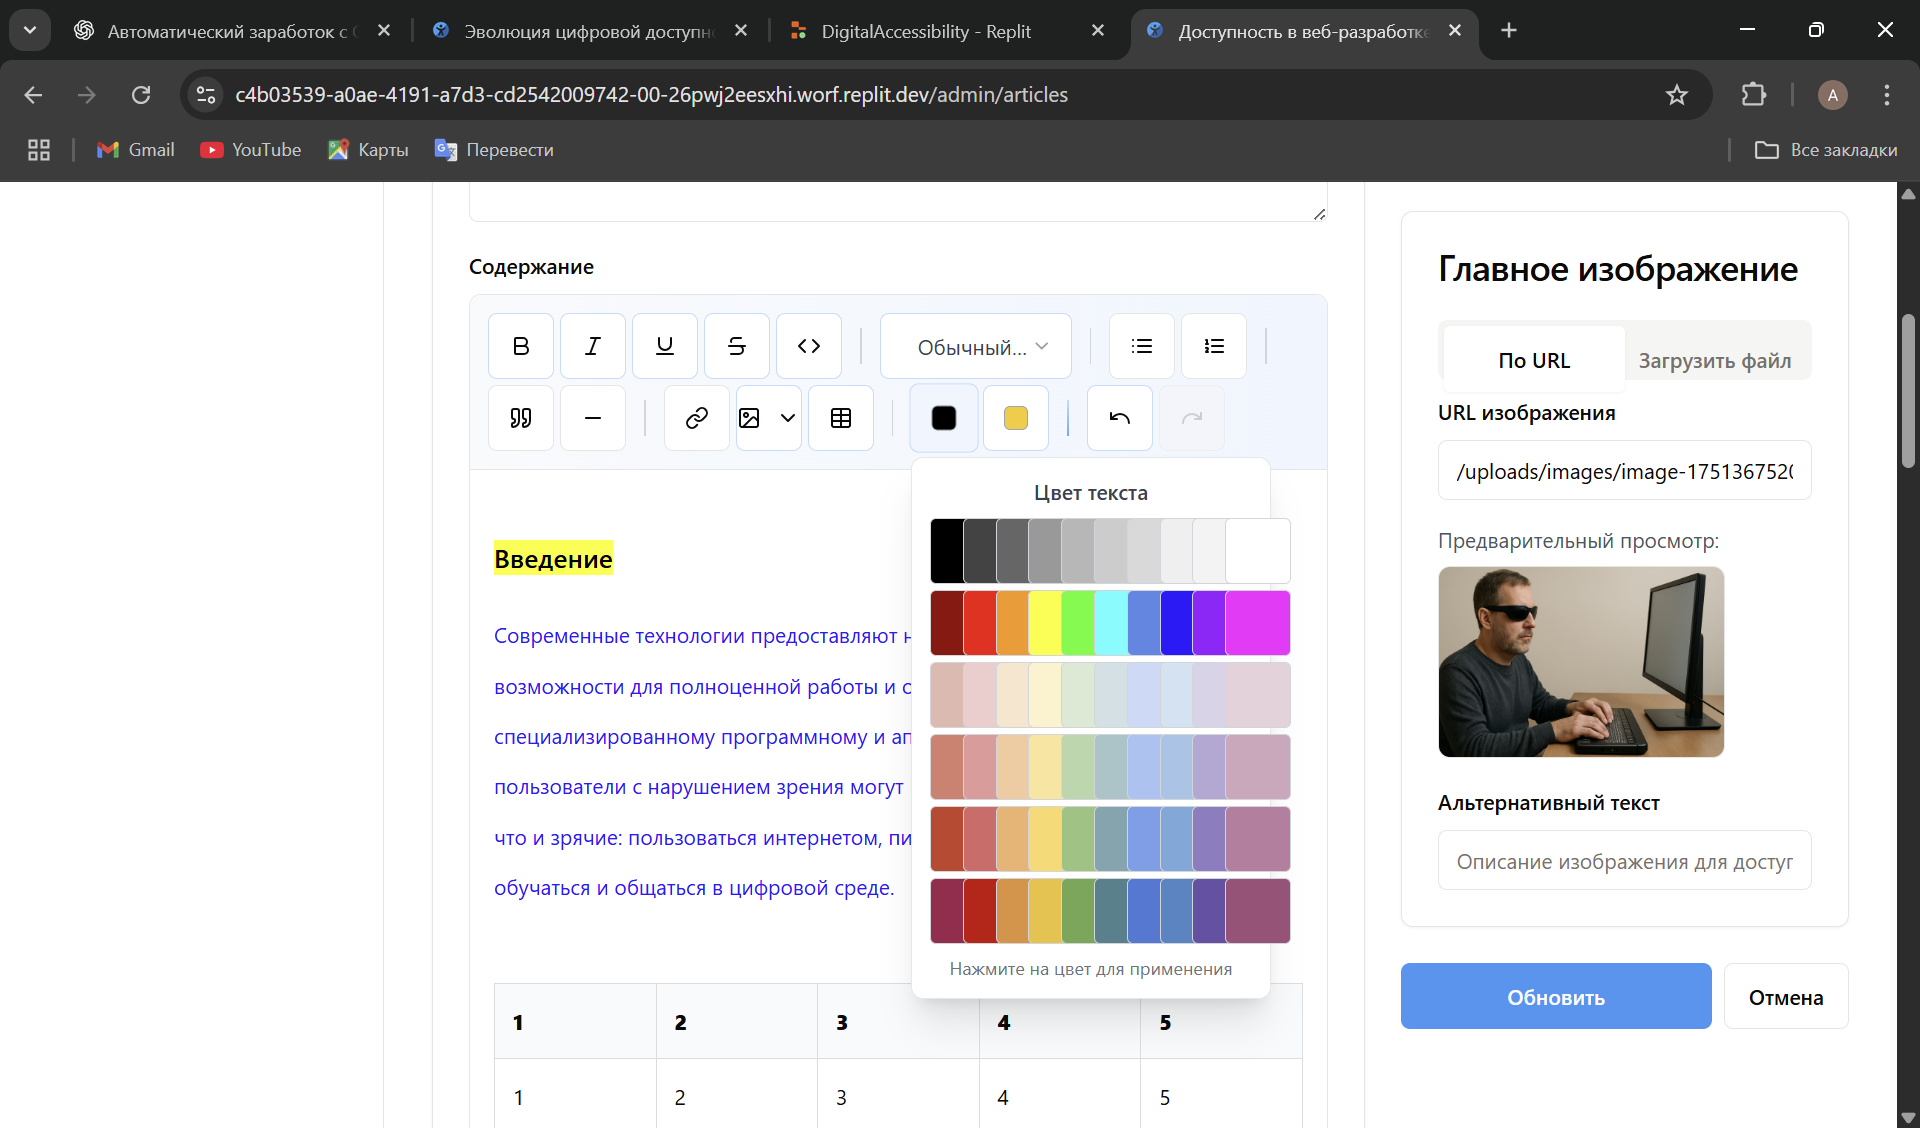 Автоматический заработок с
Эволюция цифровой доступн
DigitalAccessibility - Replit
Доступность в веб-разработке
c4b03539-a0ae-4191-a7d3-cd2542009742-00-26pwj2eesxhi.worf.replit.dev/admin/articles
A
Gmail
YouTube
Карты
Перевести
Все закладки
Содержание
Обычный...
Цвет текста
Нажмите на цвет для применения
Введение
Современные технологии предоставляют
возможности для полноценной работы и
специализированному программному и ап
пользователи с нарушением зрения могут
что и зрячие: пользоваться интернетом, пи
обучаться и общаться в цифровой среде.
1 2 3 4 5
1 2 3 4 5
Главное изображение
По URL
Загрузить файл
URL изображения
/uploads/images/image-1751367520
Предварительный просмотр:
Альтернативный текст
Описание изображения для доступ
Обновить
Отмена